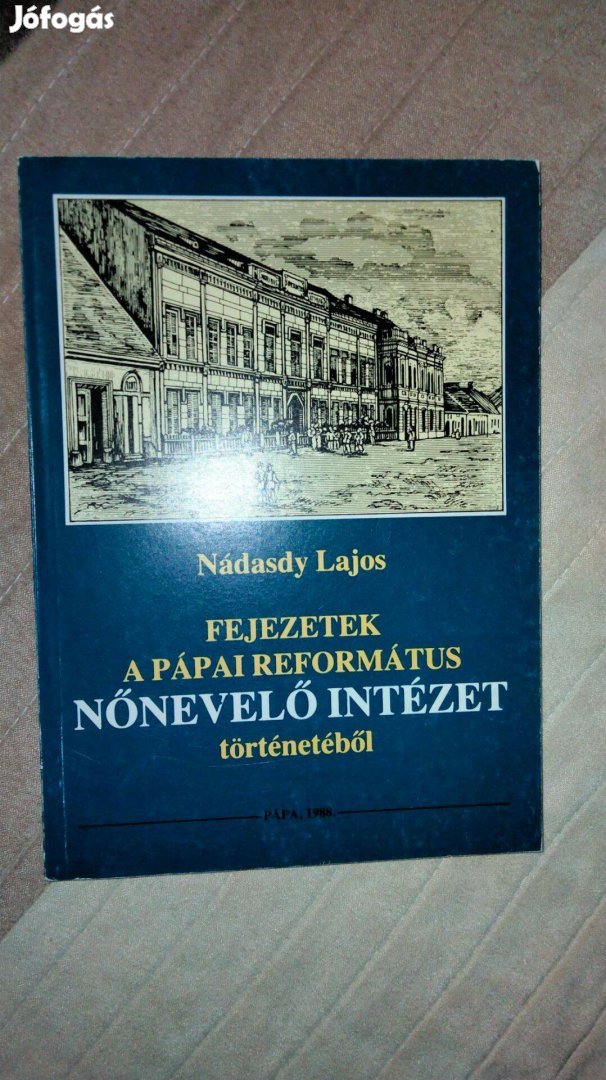 Jófogás
Nádasdy Lajos
FEJEZETEK
A PÁPAI REFORMÁTUS
NŐNEVELŐ INTÉZET
történetéből
PÁPA, 1988.